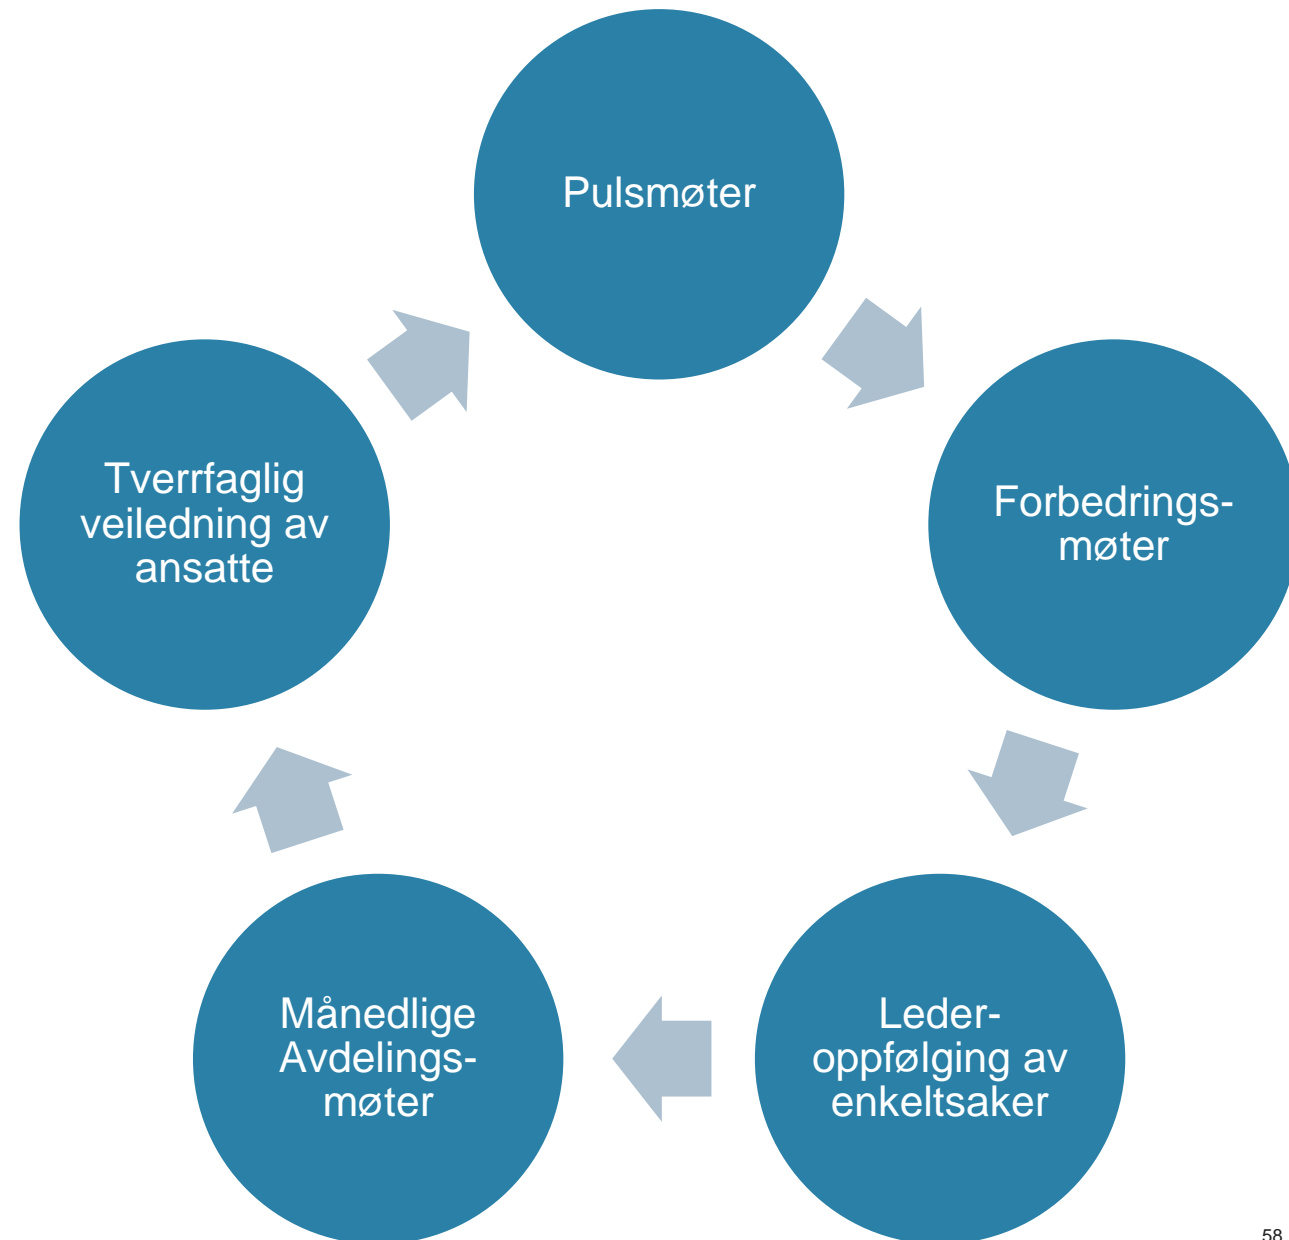 Pulsmøter
Forbedrings-
møter
Leder-
oppfølging av
enkeltsaker
Månedlige
Avdelings-
møter
Tverrfaglig
veiledning av
ansatte
58